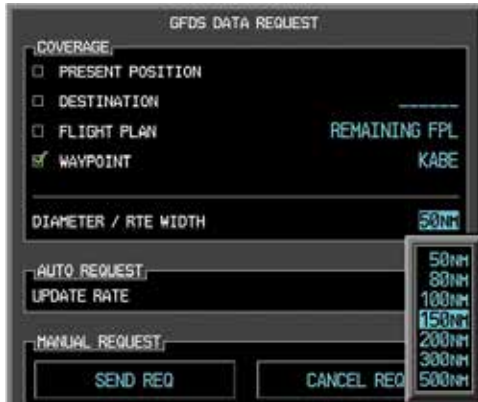 GFDS DATA REQUEST
COVERAGE
PRESENT POSITION
DESTINATION ______
FLIGHT PLAN REMAINING FPL
WAYPOINT KABE
DIAMETER / RTE WIDTH 50NM
AUTO REQUEST
UPDATE RATE
MANUAL REQUEST
SEND REQ CANCEL REQ
50NM
80NM
100NM
150NM
200NM
300NM
500NM